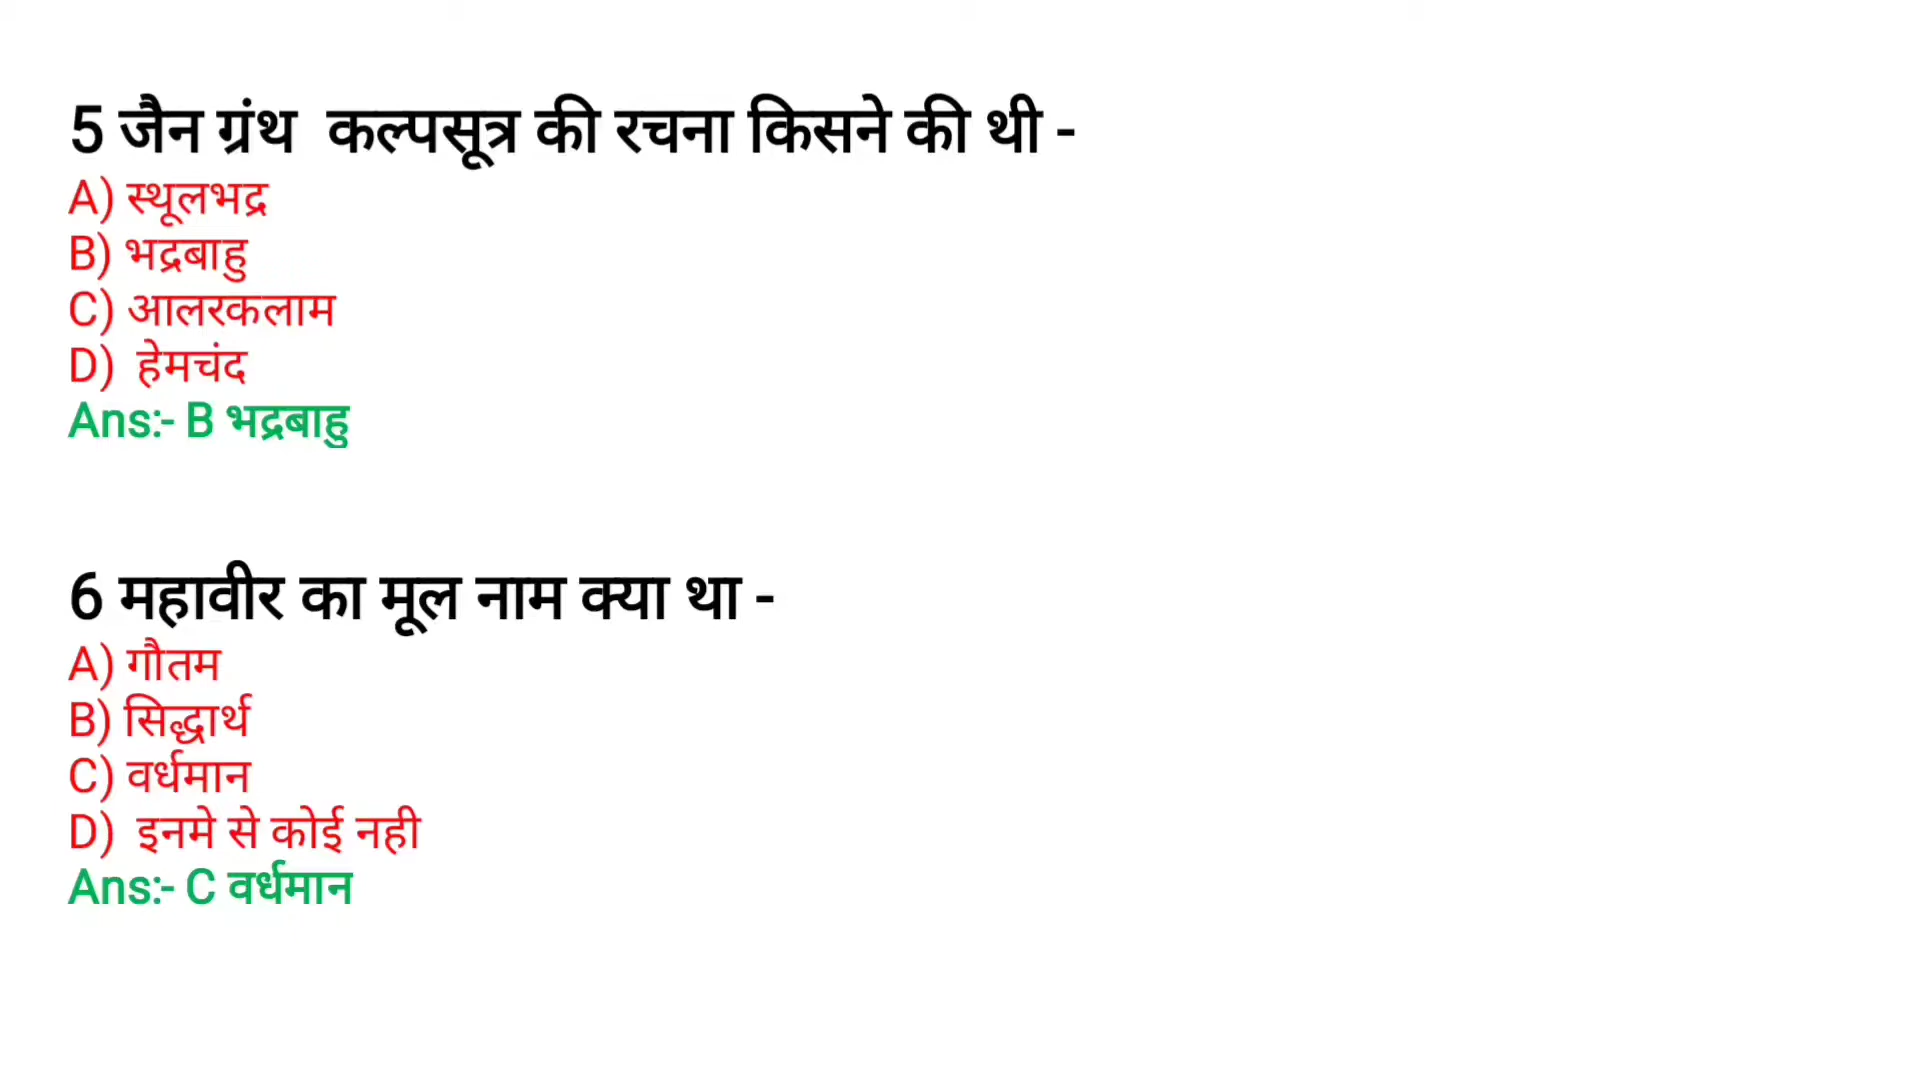 5 जैन ग्रंथ  कल्पसूत्र की रचना किसने की थी -
A) स्थूलभद्र
B) भद्रबाहु
C) आलरकलाम
D)  हेमचंद
Ans:- B भद्रबाहु
6 महावीर का मूल नाम क्या था -
A) गौतम
B) सिद्धार्थ
C) वर्धमान
D)  इनमे से कोई नही
Ans:- C वर्धमान